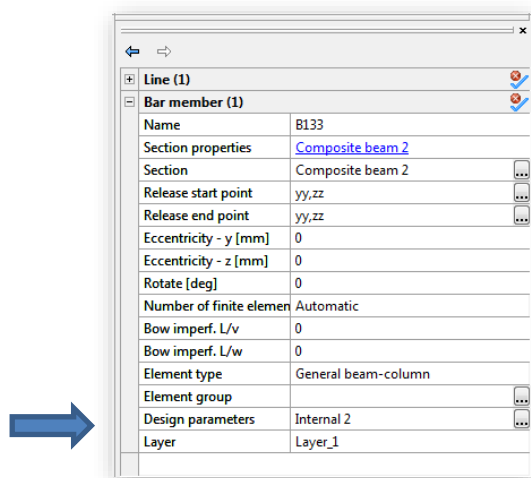 Line (1)
Bar member (1)
Name B133
Section properties Composite beam 2
Section Composite beam 2 ...
Release start point yy,zz ...
Release end point yy,zz ...
Eccentricity - y [mm] 0
Eccentricity - z [mm] 0
Rotate [deg] 0
Number of finite elemen Automatic
Bow imperf. L/v 0
Bow imperf. L/w 0
Element type General beam-column
Element group ...
Design parameters Internal 2 ...
Layer Layer_1